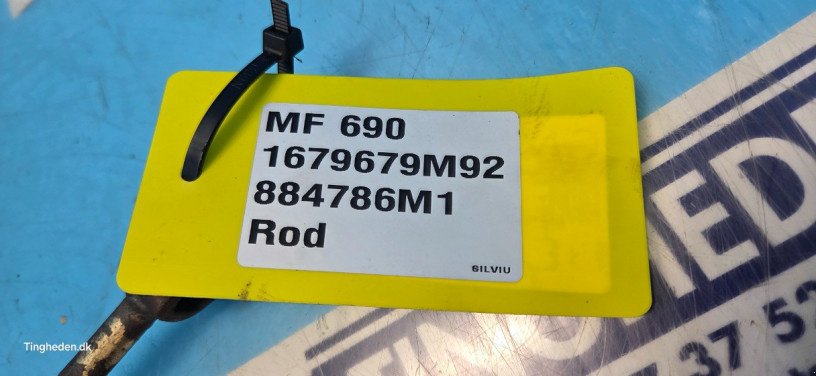 MF 690
1679679M92
884786M1
Rod
SILVIU
Tingheden.dk